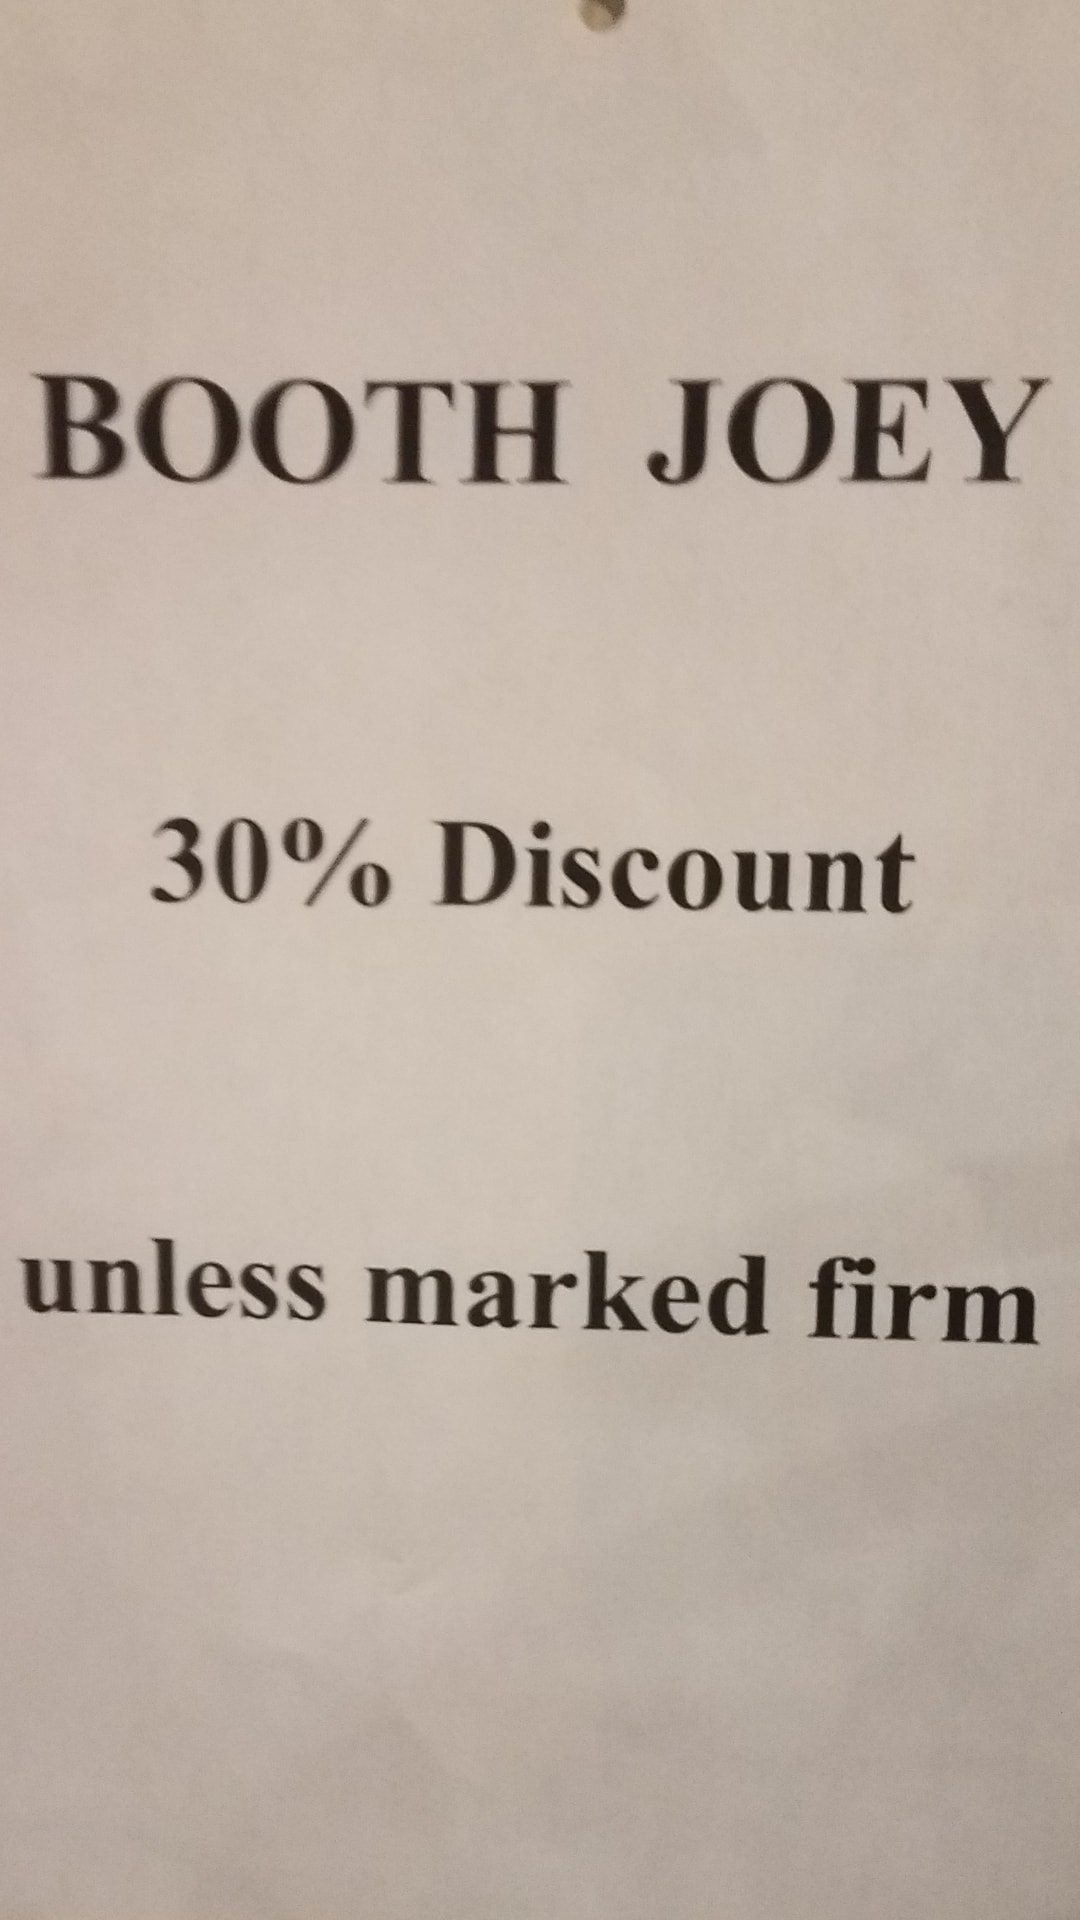 BOOTH JOEY
30% Discount
unless marked firm